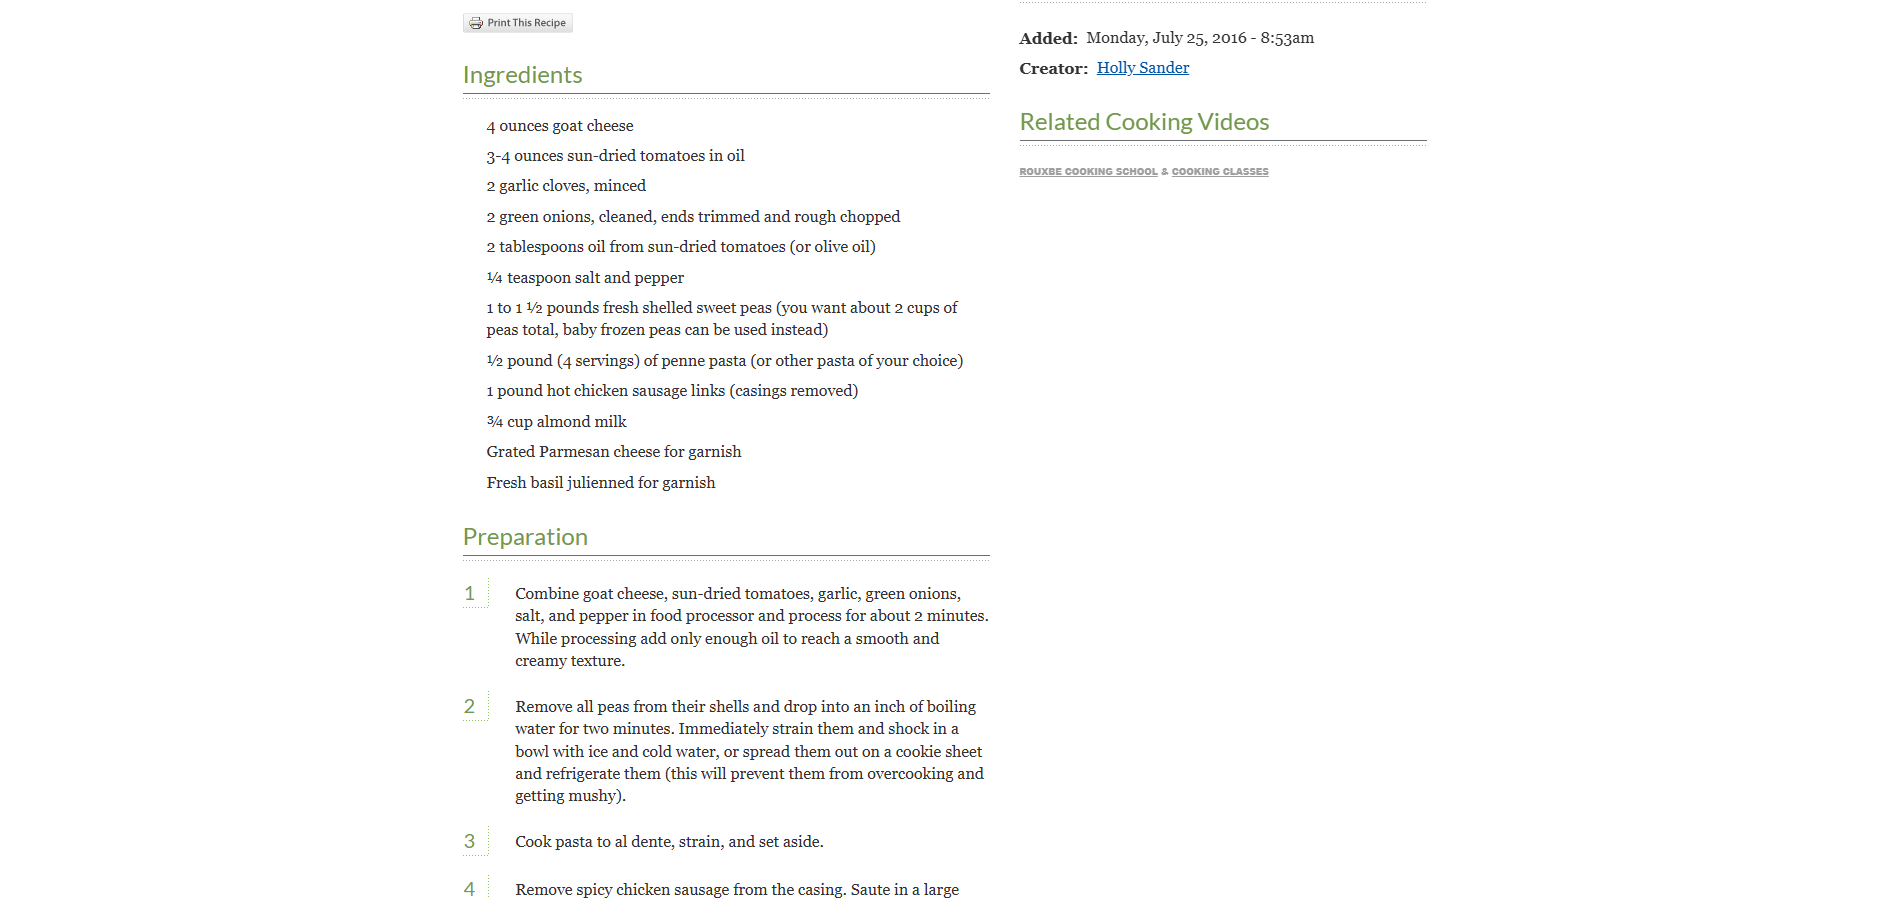 Print This Recipe
Ingredients
4 ounces goat cheese
3-4 ounces sun-dried tomatoes in oil
2 garlic cloves, minced
2 green onions, cleaned, ends trimmed and rough chopped
2 tablespoons oil from sun-dried tomatoes (or olive oil)
¼ teaspoon salt and pepper
1 to 1 ½ pounds fresh shelled sweet peas (you want about 2 cups of
peas total, baby frozen peas can be used instead)
½ pound (4 servings) of penne pasta (or other pasta of your choice)
1 pound hot chicken sausage links (casings removed)
¾ cup almond milk
Grated Parmesan cheese for garnish
Fresh basil julienned for garnish
Preparation
1 Combine goat cheese, sun-dried tomatoes, garlic, green onions,
salt, and pepper in food processor and process for about 2 minutes.
While processing add only enough oil to reach a smooth and
creamy texture.
2 Remove all peas from their shells and drop into an inch of boiling
water for two minutes. Immediately strain them and shock in a
bowl with ice and cold water, or spread them out on a cookie sheet
and refrigerate them (this will prevent them from overcooking and
getting mushy).
3 Cook pasta to al dente, strain, and set aside.
4 Remove spicy chicken sausage from the casing. Saute in a large
Added: Monday, July 25, 2016 - 8:53am
Creator: Holly Sander
Related Cooking Videos
ROUXBE COOKING SCHOOL & COOKING CLASSES